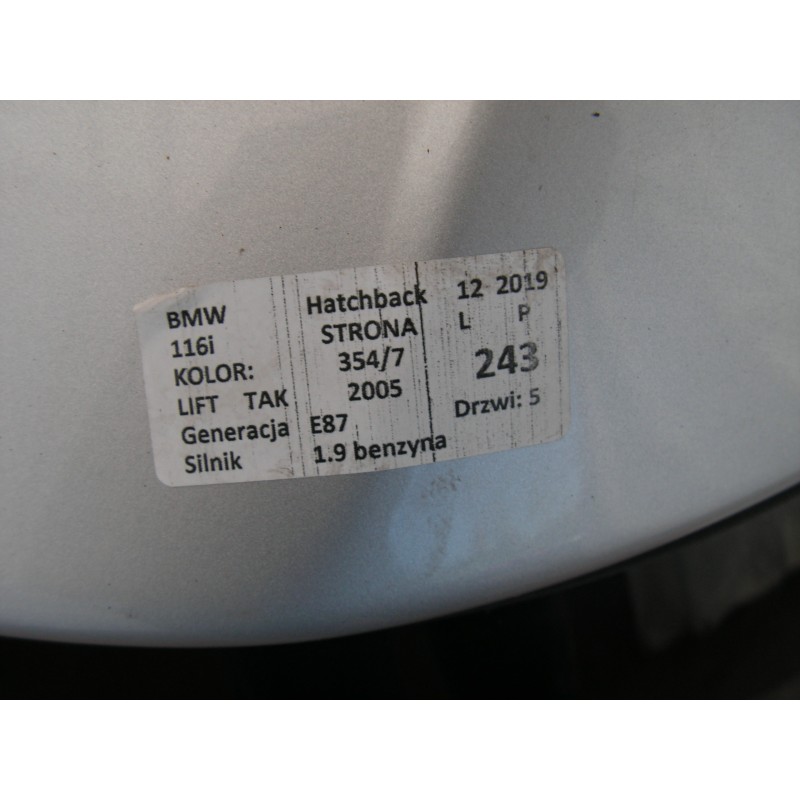 BMW Hatchback 12 2019
116i STRONA L P
KOLOR: 354/7 243
LIFT TAK 2005 Drzwi: 5
Generacja E87
Silnik 1.9 benzyna